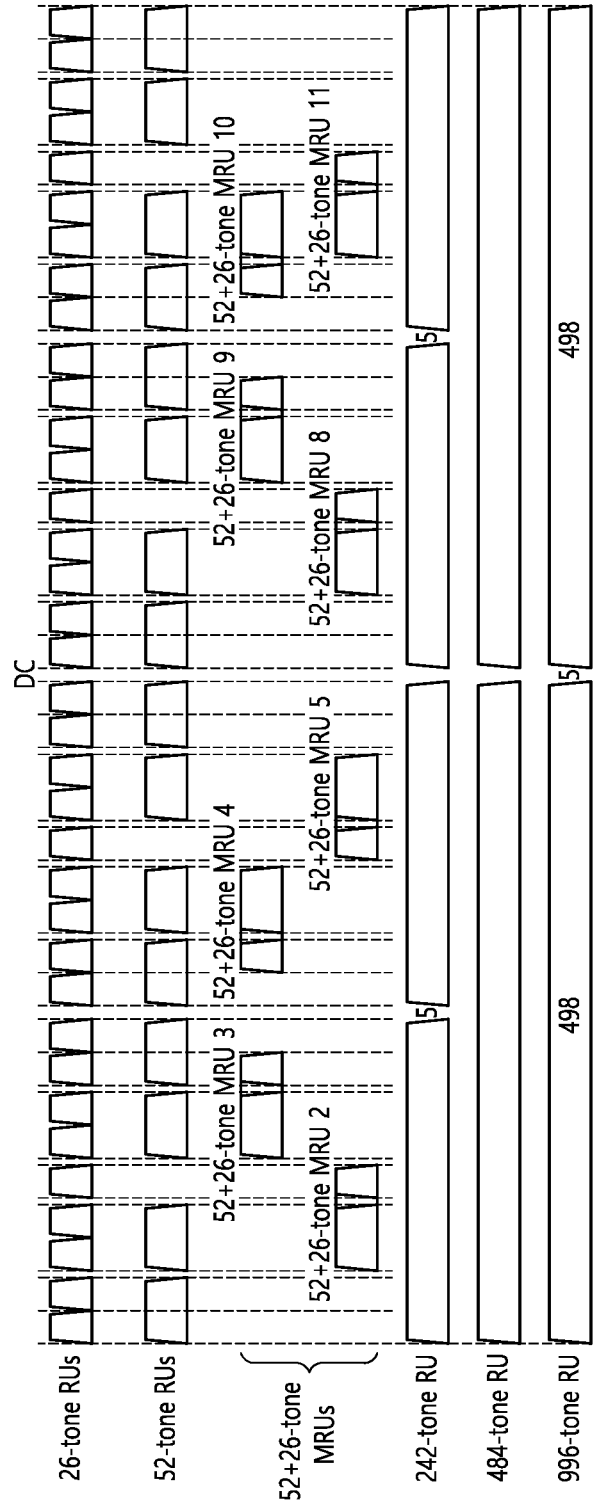 DC
26-tone RUs
52-tone RUs
52+26-tone MRU 3
52+26-tone MRU 4
52+26-tone MRU 9
52+26-tone MRU 10
52+26-tone
MRUs
52+26-tone MRU 2
52+26-tone MRU 5
52+26-tone MRU 8
52+26-tone MRU 11
242-tone RU
5
5
484-tone RU
996-tone RU
498
5
498